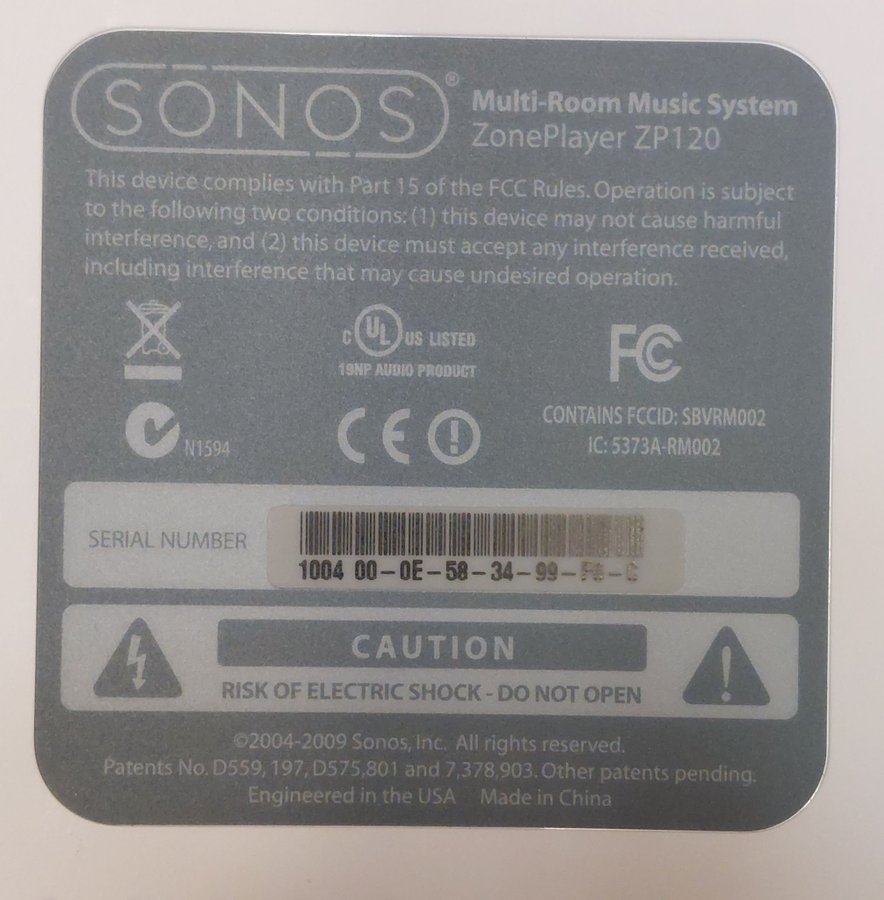 SONOS®
Multi-Room Music System
ZonePlayer ZP120
This device complies with Part 15 of the FCC Rules. Operation is subject
to the following two conditions: (1) this device may not cause harmful
interference, and (2) this device must accept any interference received,
including interference that may cause undesired operation.
C UL US LISTED
19NP AUDIO PRODUCT
FC
N1594
CE
CONTAINS FCCID: SBVRM002
IC: 5373A-RM002
SERIAL NUMBER
1004 00-0E-58-34-99-
CAUTION
RISK OF ELECTRIC SHOCK - DO NOT OPEN
©2004-2009 Sonos, Inc. All rights reserved.
Patents No. D559, 197, D575,801 and 7,378,903. Other patents pending.
Engineered in the USA Made in China